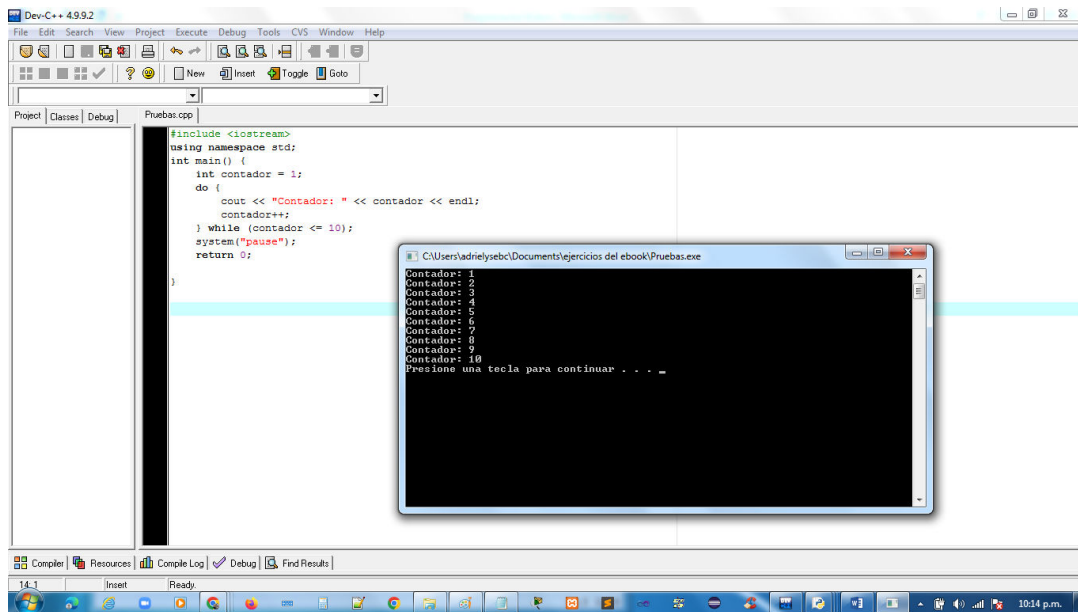 Dev-C++ 4.9.9.2
File Edit Search View Project Execute Debug Tools CVS Window Help
New Insert Toggle Goto
Project Classes Debug Pruebas.cpp
#include <iostream>
using namespace std;
int main() {
    int contador = 1;
    do {
        cout << "Contador: " << contador << endl;
        contador++;
    } while (contador <= 10);
    system("pause");
    return 0;
}
C:\Users\adrielysebc\Documents\ejercicios del ebook\Pruebas.exe
Contador: 1
Contador: 2
Contador: 3
Contador: 4
Contador: 5
Contador: 6
Contador: 7
Contador: 8
Contador: 9
Contador: 10
Presione una tecla para continuar . . . _
Compiler Resources Compile Log Debug Find Results
14: 1 Insert Ready.
10:14 p.m.